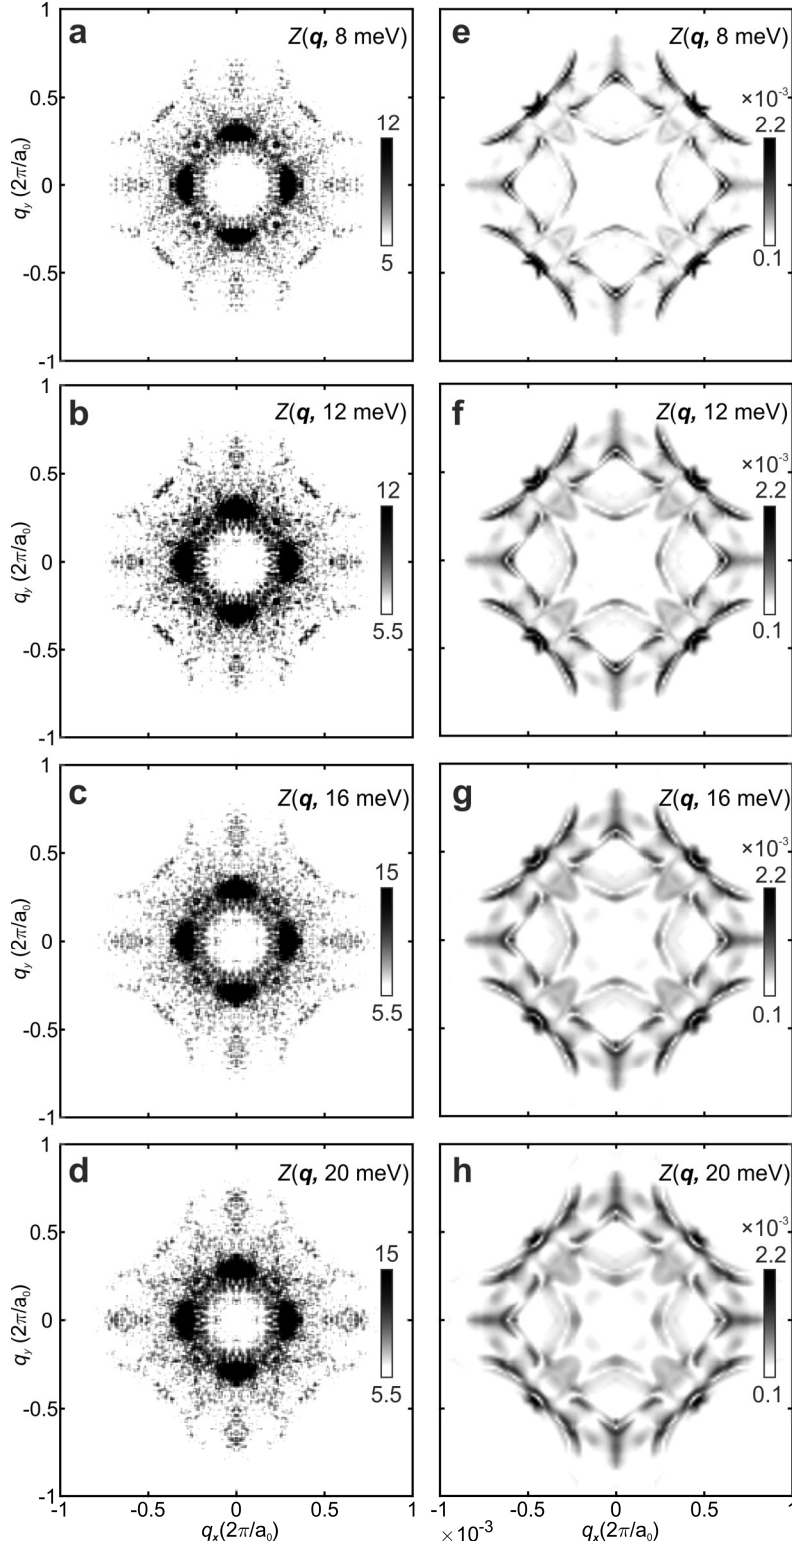 a
Z(q, 8 meV)
1
0.5
0
-0.5
-1
qy (2π/a0)
12
5
e
Z(q, 8 meV)
×10-3
2.2
0.1
b
Z(q, 12 meV)
1
0.5
0
-0.5
-1
qy (2π/a0)
12
5.5
f
Z(q, 12 meV)
×10-3
2.2
0.1
c
Z(q, 16 meV)
1
0.5
0
-0.5
-1
qy (2π/a0)
15
5.5
g
Z(q, 16 meV)
×10-3
2.2
0.1
d
Z(q, 20 meV)
1
0.5
0
-0.5
-1
qy (2π/a0)
15
5.5
h
Z(q, 20 meV)
×10-3
2.2
0.1
-1 -0.5 0 0.5 1
qx(2π/a0)
-1 -0.5 0 0.5 1
×10-3
qx(2π/a0)